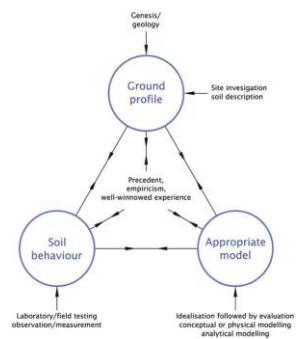 Genesis/
geology
Ground
profile
Site invesigation
soil description
Precedent,
empiricism,
well-winnowed experience
Soil
behaviour
Appropriate
model
Laboratory/field testing
observation/measurement
Idealisation followed by evaluation
conceptual or physical modelling
analytical modelling